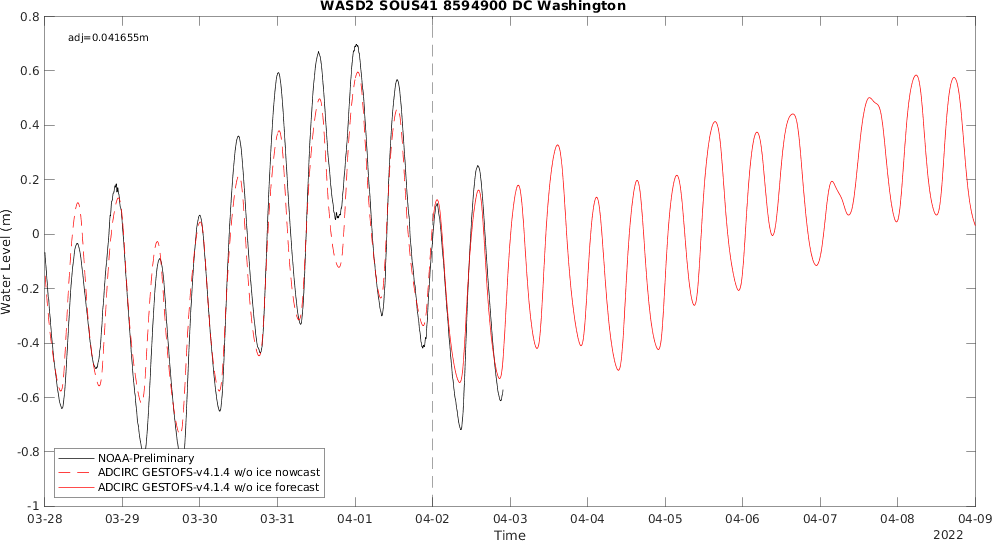 WASD2 SOUS41 8594900 DC Washington
adj=0.041655m
0.8
0.6
0.4
0.2
0
-0.2
-0.4
-0.6
-0.8
-1
Water Level (m)
NOAA-Preliminary
ADCIRC GESTOFS-v4.1.4 w/o ice nowcast
ADCIRC GESTOFS-v4.1.4 w/o ice forecast
03-28 03-29 03-30 03-31 04-01 04-02 04-03 04-04 04-05 04-06 04-07 04-08 04-09
Time
2022